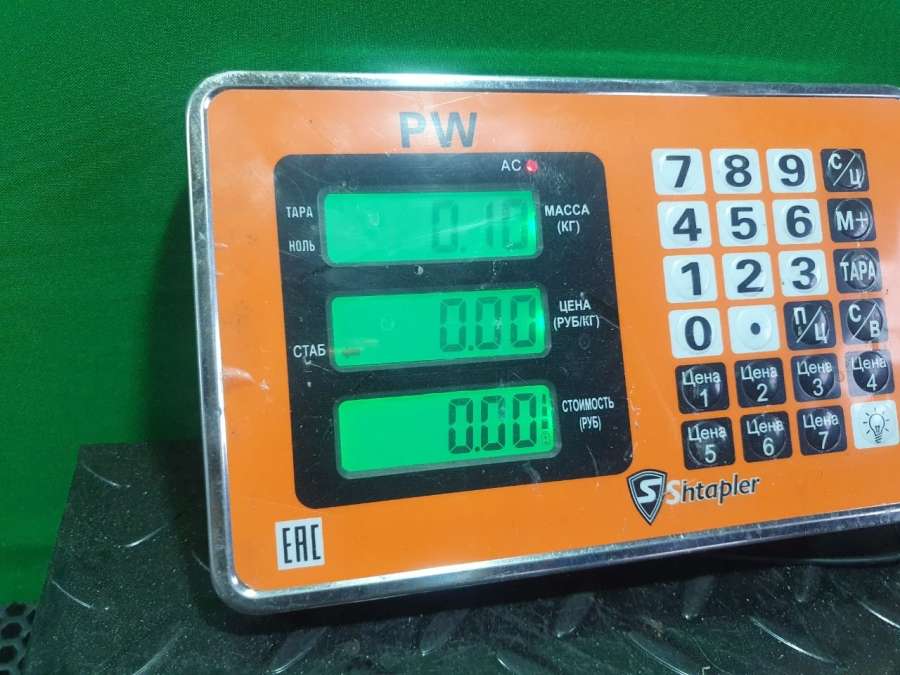 PW
AC
ТАРА
НОЛЬ
0.10
МАССА
(КГ)
0.00
ЦЕНА
(РУБ/КГ)
СТАБ
0.00
СТОИМОСТЬ
(РУБ)
7 8 9 С/Ц
4 5 6 М+
1 2 3 ТАРА
0 • П/Ц С/В
Цена 1
Цена 2
Цена 3
Цена 4
Цена 5
Цена 6
Цена 7
S Shtapler
EAC